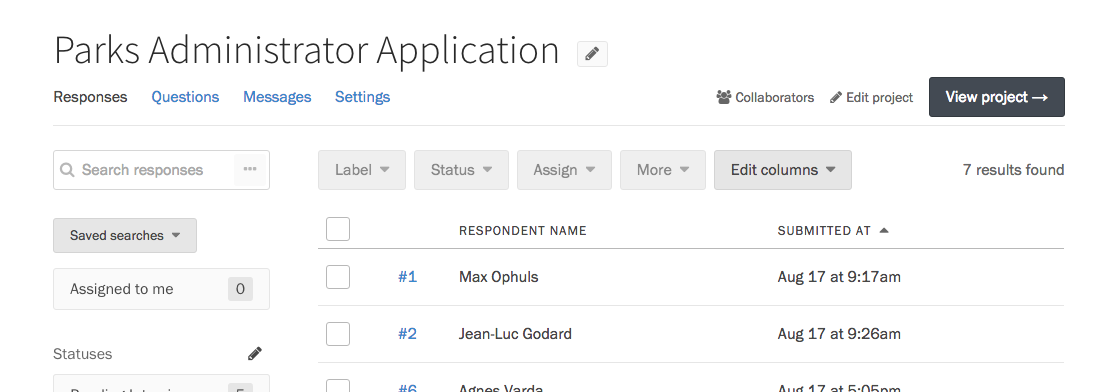 Parks Administrator Application
Responses Questions Messages Settings
Collaborators Edit project View project →
Search responses ...
Label Status Assign More Edit columns 7 results found
Saved searches
RESPONDENT NAME SUBMITTED AT
Assigned to me 0
#1 Max Ophuls Aug 17 at 9:17am
#2 Jean-Luc Godard Aug 17 at 9:26am
Statuses
#6 Agnes Varda Aug 17 at 5:05pm